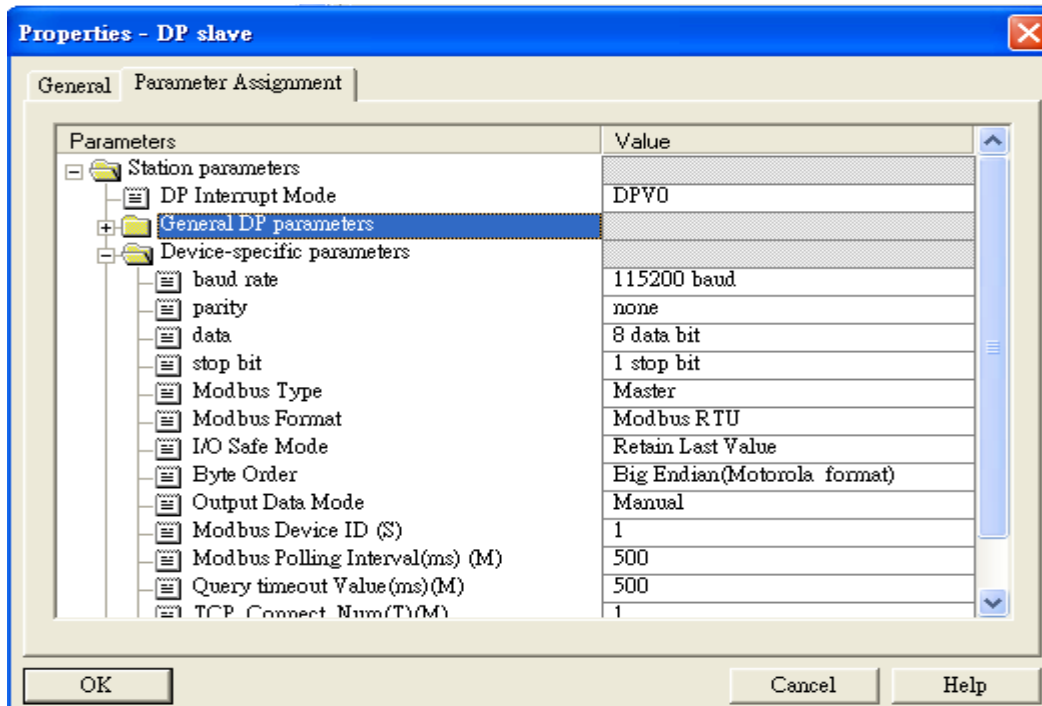 Properties - DP slave
General Parameter Assignment
Parameters Value
Station parameters
DP Interrupt Mode DPV0
General DP parameters
Device-specific parameters
baud rate 115200 baud
parity none
data 8 data bit
stop bit 1 stop bit
Modbus Type Master
Modbus Format Modbus RTU
I/O Safe Mode Retain Last Value
Byte Order Big Endian(Motorola format)
Output Data Mode Manual
Modbus Device ID (S) 1
Modbus Polling Interval(ms) (M) 500
Query timeout Value(ms)(M) 500
TCP Connect Num(T)(M) 1
OK Cancel Help